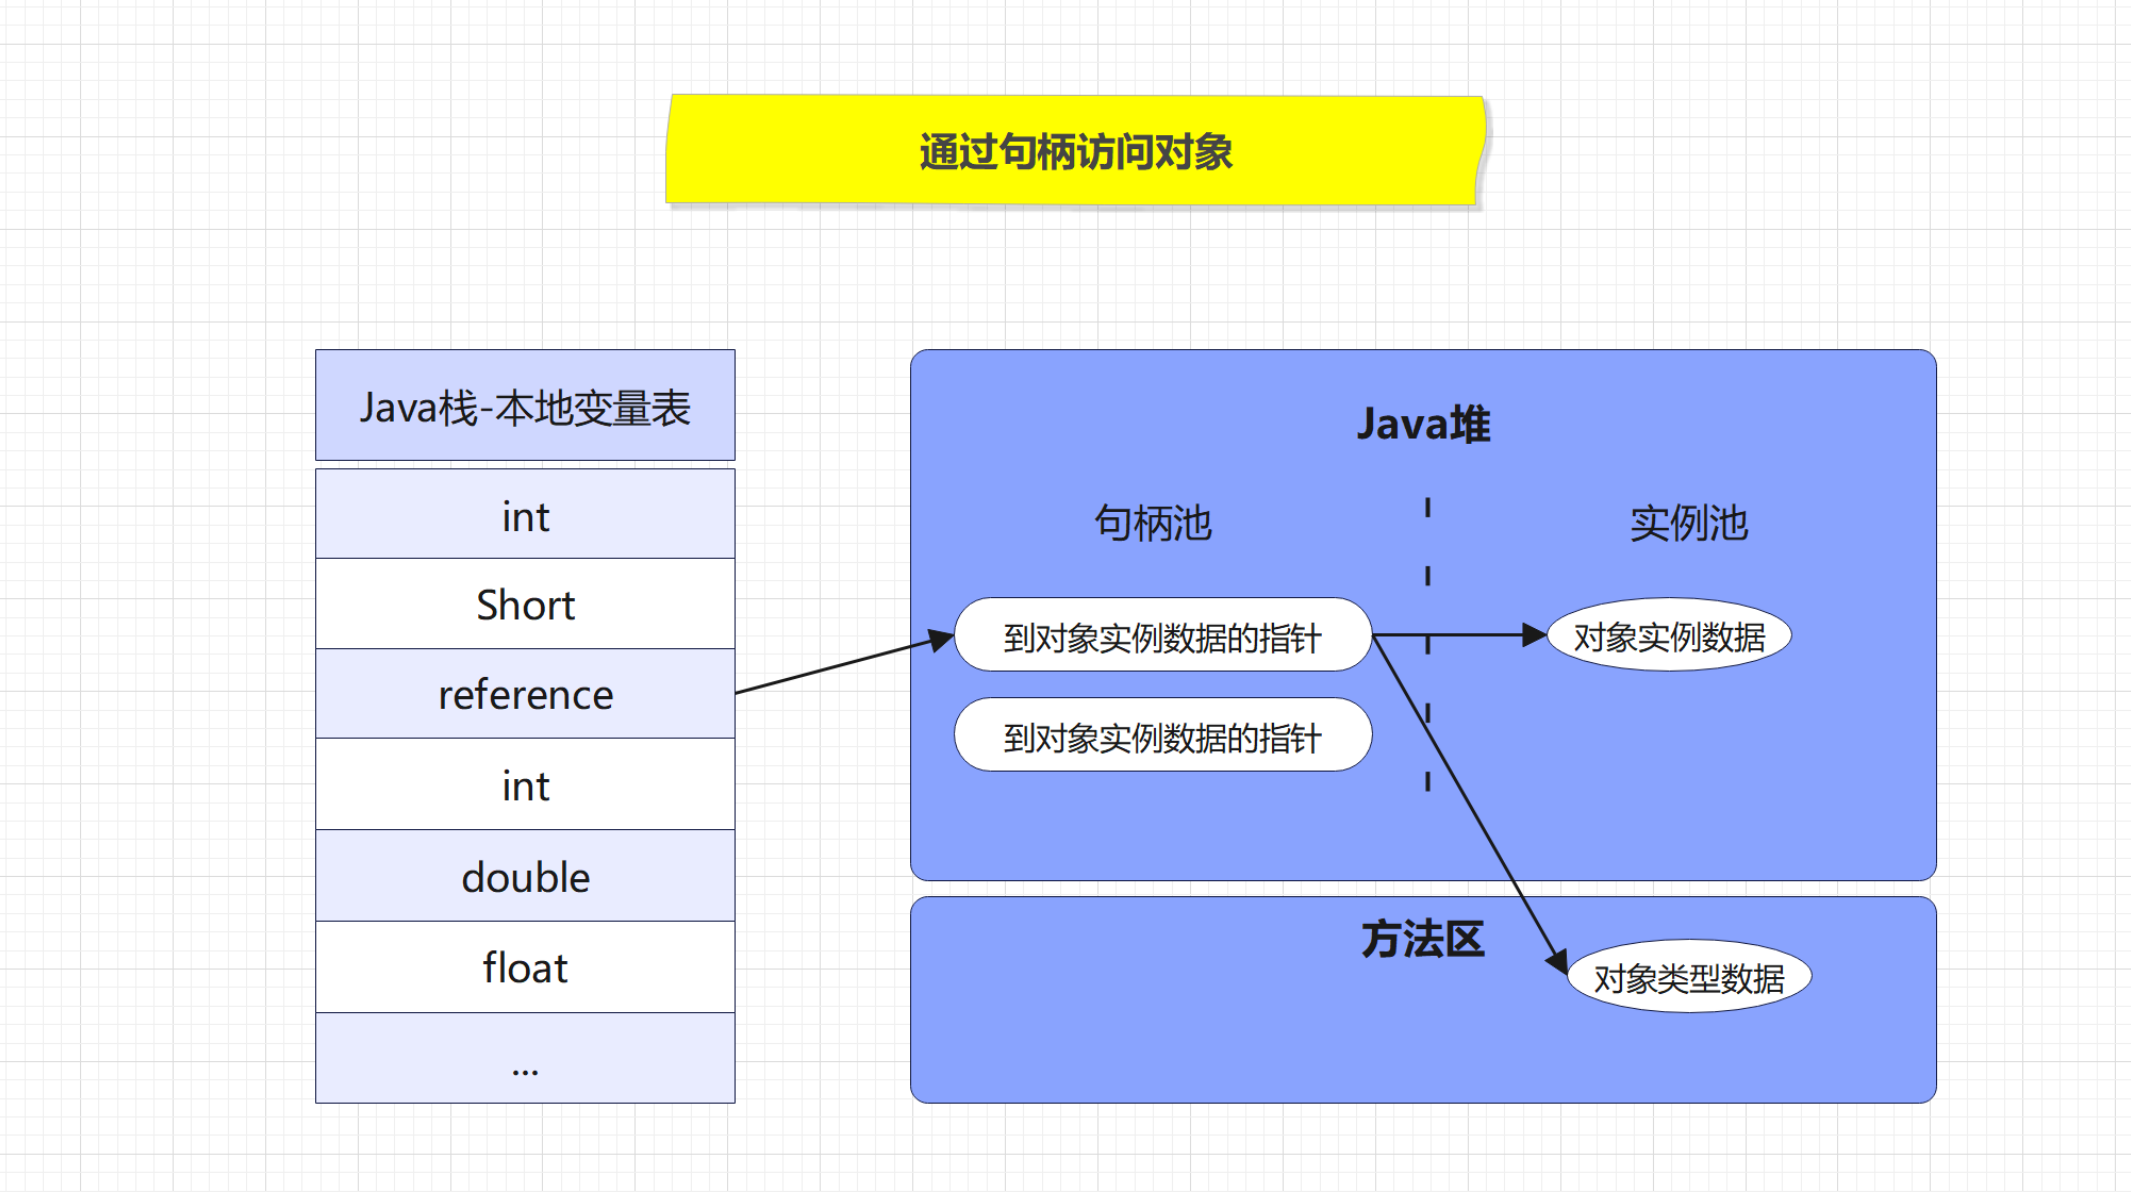 通过句柄访问对象
Java栈-本地变量表
int
Short
reference
int
double
float
...
Java堆
句柄池
实例池
到对象实例数据的指针
对象实例数据
到对象实例数据的指针
方法区
对象类型数据